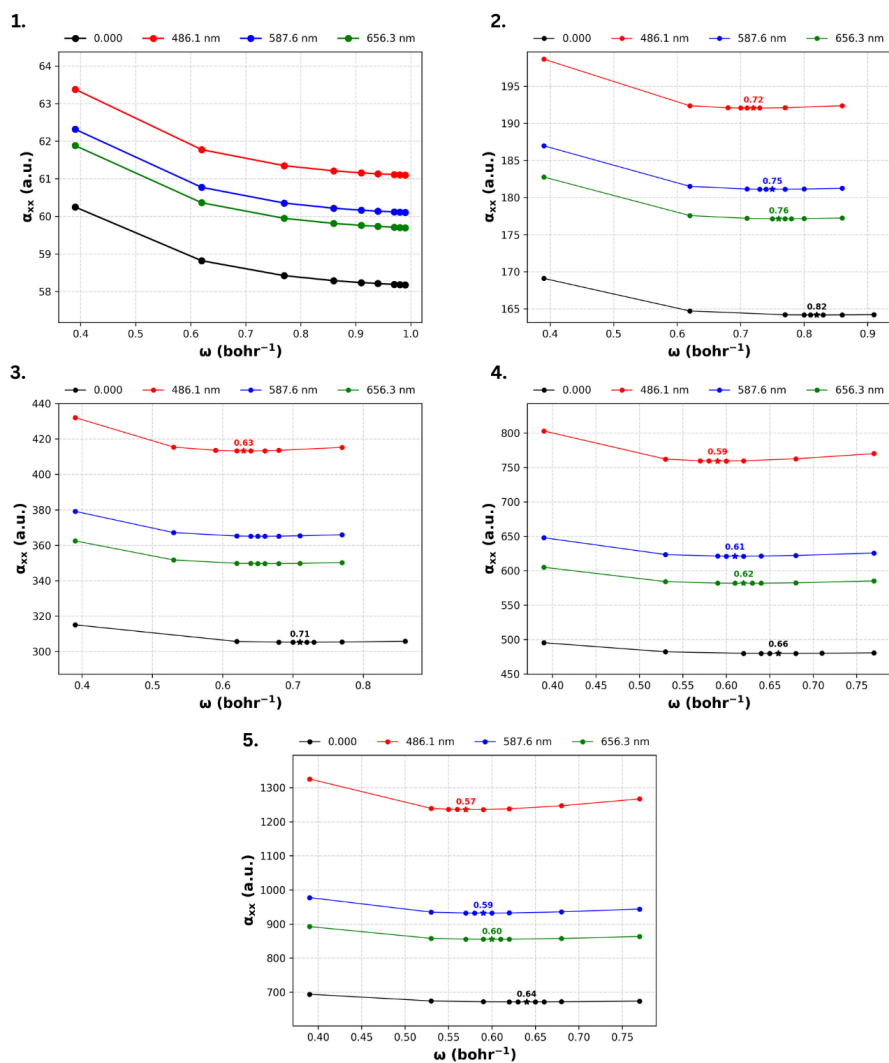 1.
0.000 486.1 nm 587.6 nm 656.3 nm
64
63
62
61
60
59
58
αxx (a.u.)
0.4 0.5 0.6 0.7 0.8 0.9 1.0
ω (bohr⁻¹)
2.
0.000 486.1 nm 587.6 nm 656.3 nm
195
185
180
175
165
αxx (a.u.)
0.72
0.75
0.76
0.82
0.4 0.5 0.6 0.7 0.8 0.9
ω (bohr⁻¹)
3.
0.000 486.1 nm 587.6 nm 656.3 nm
440
420
400
380
360
340
320
300
αxx (a.u.)
0.63
0.71
0.4 0.5 0.6 0.7 0.8
ω (bohr⁻¹)
4.
0.000 486.1 nm 587.6 nm 656.3 nm
800
750
700
650
600
550
500
450
αxx (a.u.)
0.59
0.61
0.62
0.66
0.40 0.45 0.50 0.55 0.60 0.65 0.70 0.75
ω (bohr⁻¹)
5.
0.000 486.1 nm 587.6 nm 656.3 nm
1300
1200
1100
1000
900
800
700
αxx (a.u.)
0.57
0.59
0.60
0.64
0.40 0.45 0.50 0.55 0.60 0.65 0.70 0.75
ω (bohr⁻¹)